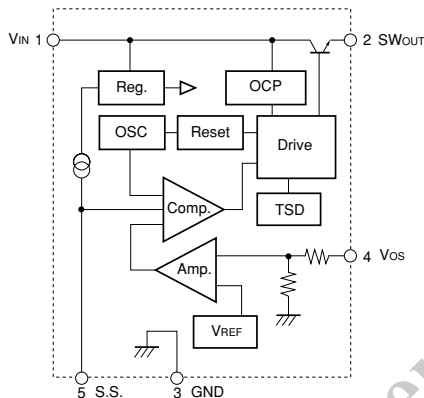 VIN 1
2 SWOUT
Reg.
OCP
OSC
Reset
Drive
Comp.
TSD
Amp.
4 VOS
VREF
5 S.S.
3 GND